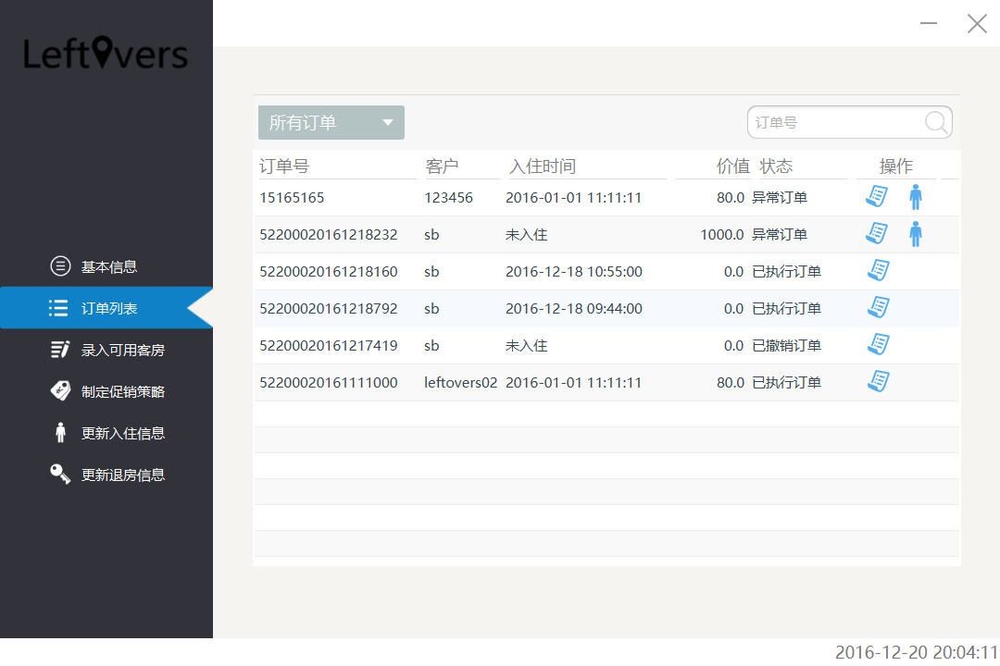 Leftovers
基本信息
订单列表
录入可用客房
制定促销策略
更新入住信息
更新退房信息
所有订单
订单号
订单号 客户 入住时间 价值 状态 操作
15165165 123456 2016-01-01 11:11:11 80.0 异常订单
52200020161218232 sb 未入住 1000.0 异常订单
52200020161218160 sb 2016-12-18 10:55:00 0.0 已执行订单
52200020161218792 sb 2016-12-18 09:44:00 0.0 已执行订单
52200020161217419 sb 未入住 0.0 已撤销订单
52200020161111000 leftovers02 2016-01-01 11:11:11 80.0 已执行订单
2016-12-20 20:04:11